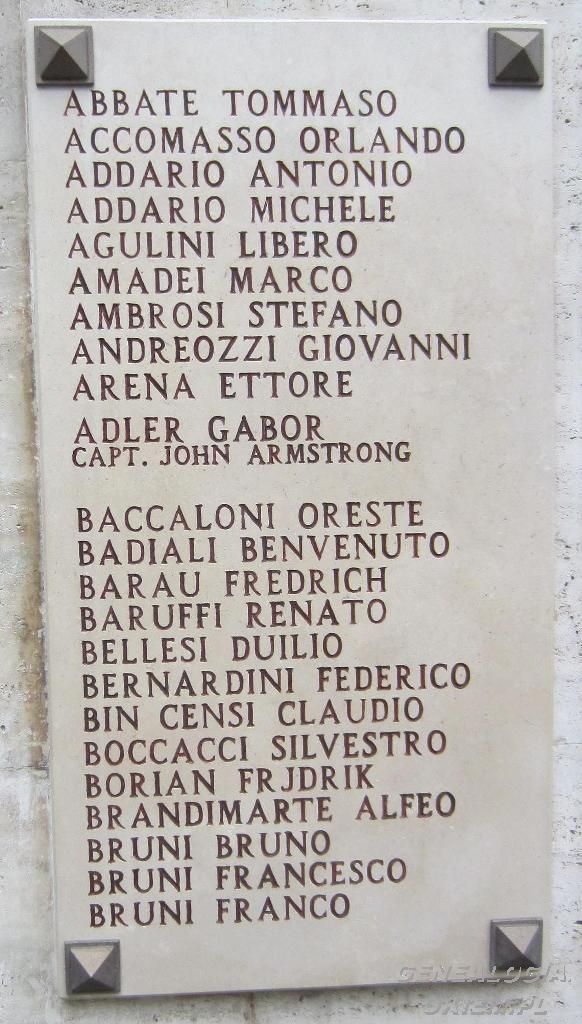 ABBATE TOMMASO
ACCOMASSO ORLANDO
ADDARIO ANTONIO
ADDARIO MICHELE
AGULINI LIBERO
AMADEI MARCO
AMBROSI STEFANO
ANDREOZZI GIOVANNI
ARENA ETTORE
ADLER GABOR
CAPT. JOHN ARMSTRONG
BACCALONI ORESTE
BADIALI BENVENUTO
BARAU FREDRICH
BARUFFI RENATO
BELLESI DUILIO
BERNARDINI FEDERICO
BIN CENSI CLAUDIO
BOCCACCI SILVESTRO
BORIAN FRJDRIK
BRANDIMARTE ALFEO
BRUNI BRUNO
BRUNI FRANCESCO
BRUNI FRANCO